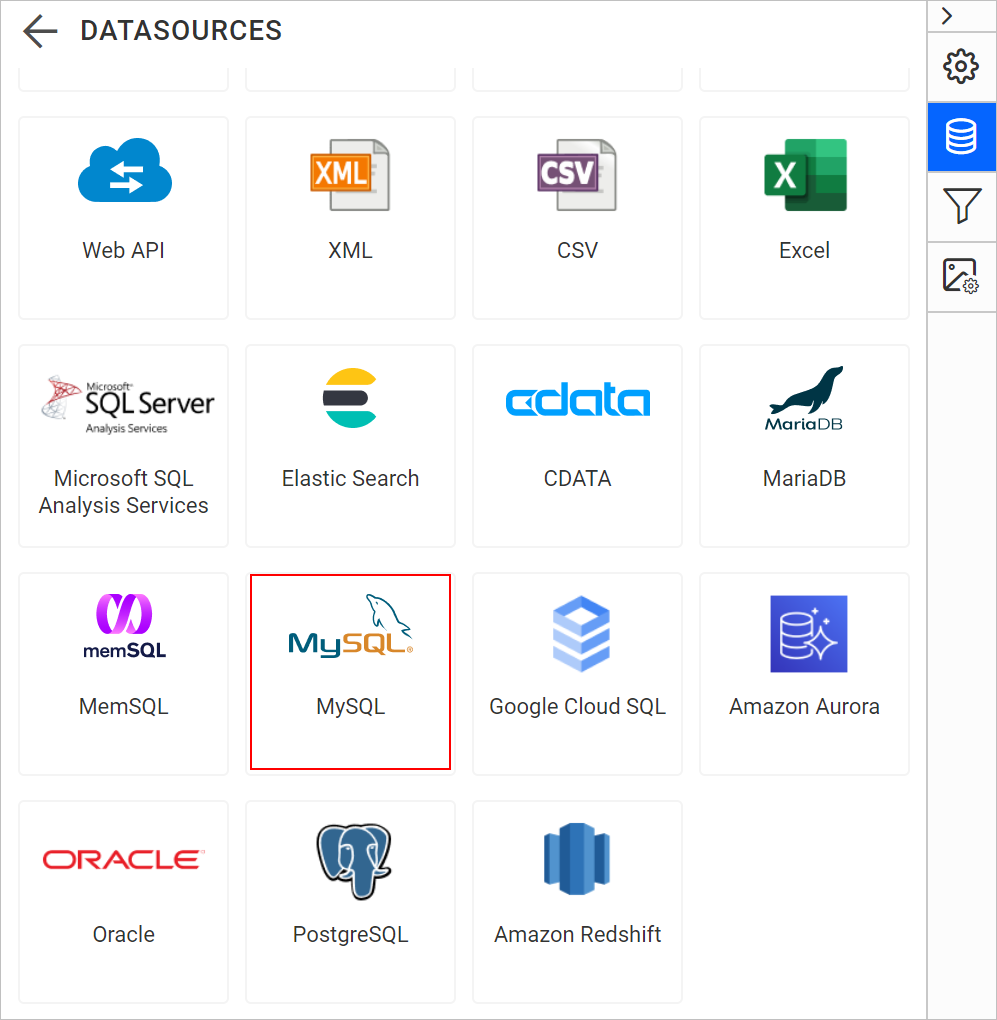 DATASOURCES
Web API
XML
XML
CSV
CSV
X
Excel
Microsoft®
SQL Server
Analysis Services
Microsoft SQL
Analysis Services
Elastic Search
cdata
CDATA
MariaDB
MariaDB
memSQL
MemSQL
MySQL®
MySQL
Google Cloud SQL
Amazon Aurora
ORACLE
Oracle
PostgreSQL
Amazon Redshift